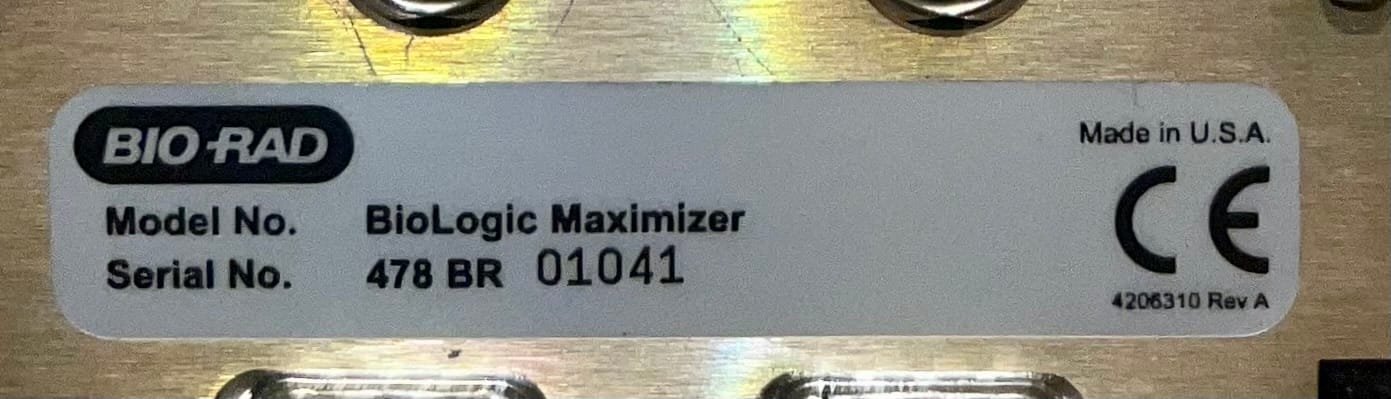 BIO-RAD
Made in U.S.A.
Model No. BioLogic Maximizer
Serial No. 478 BR 01041
CE
4206310 Rev A